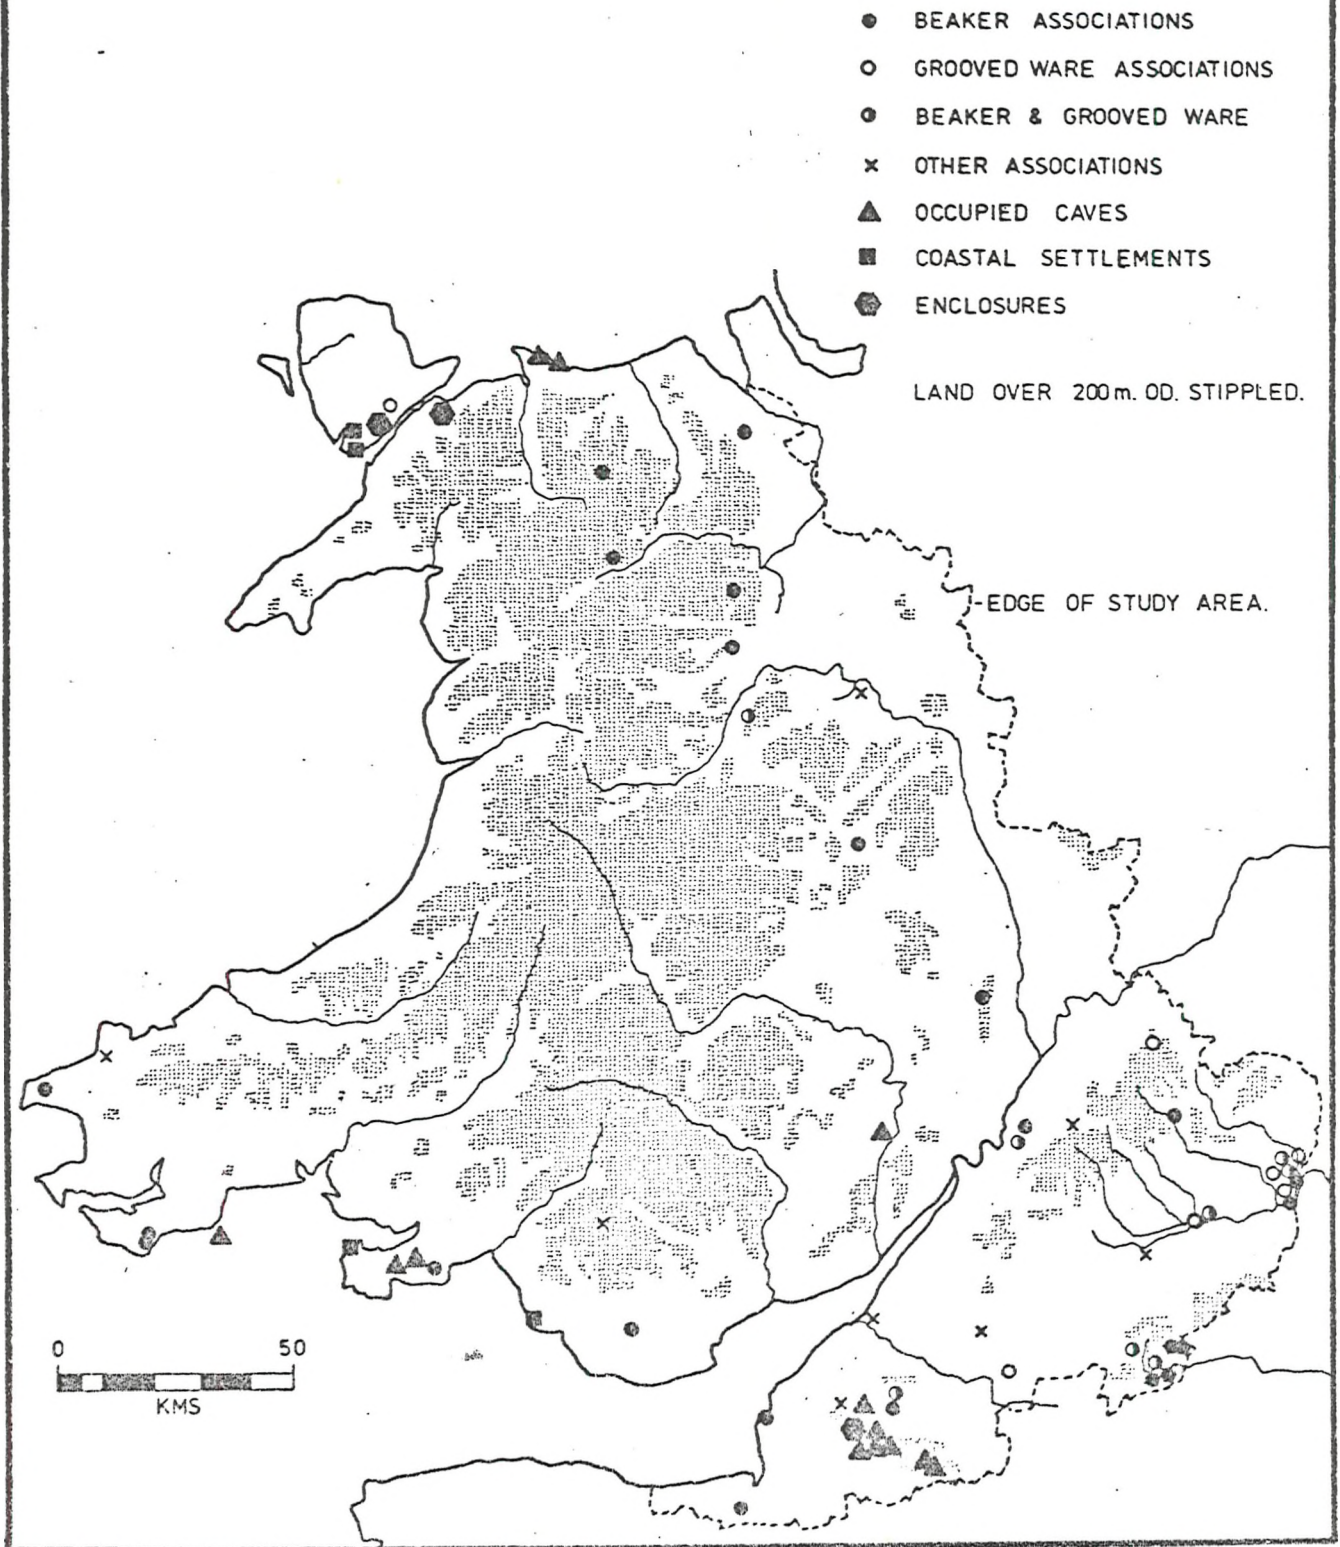 BEAKER ASSOCIATIONS
GROOVED WARE ASSOCIATIONS
BEAKER & GROOVED WARE
OTHER ASSOCIATIONS
OCCUPIED CAVES
COASTAL SETTLEMENTS
ENCLOSURES
LAND OVER 200m. OD. STIPPLED.
EDGE OF STUDY AREA.
0 50
KMS